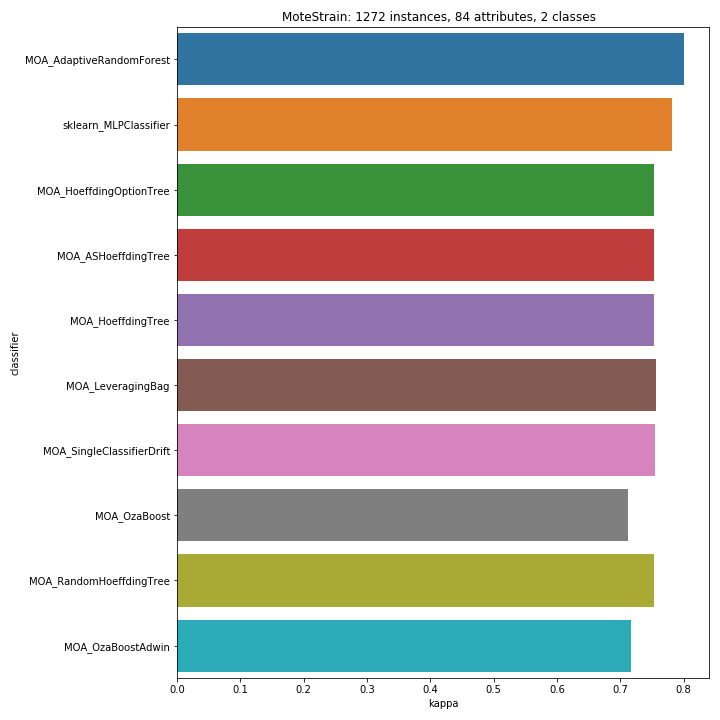 MoteStrain: 1272 instances, 84 attributes, 2 classes
MOA_AdaptiveRandomForest
sklearn_MLPClassifier
MOA_HoeffdingOptionTree
MOA_ASHoeffdingTree
MOA_HoeffdingTree
MOA_LeveragingBag
MOA_SingleClassifierDrift
MOA_OzaBoost
MOA_RandomHoeffdingTree
MOA_OzaBoostAdwin
classifier
0.0 0.1 0.2 0.3 0.4 0.5 0.6 0.7 0.8
kappa